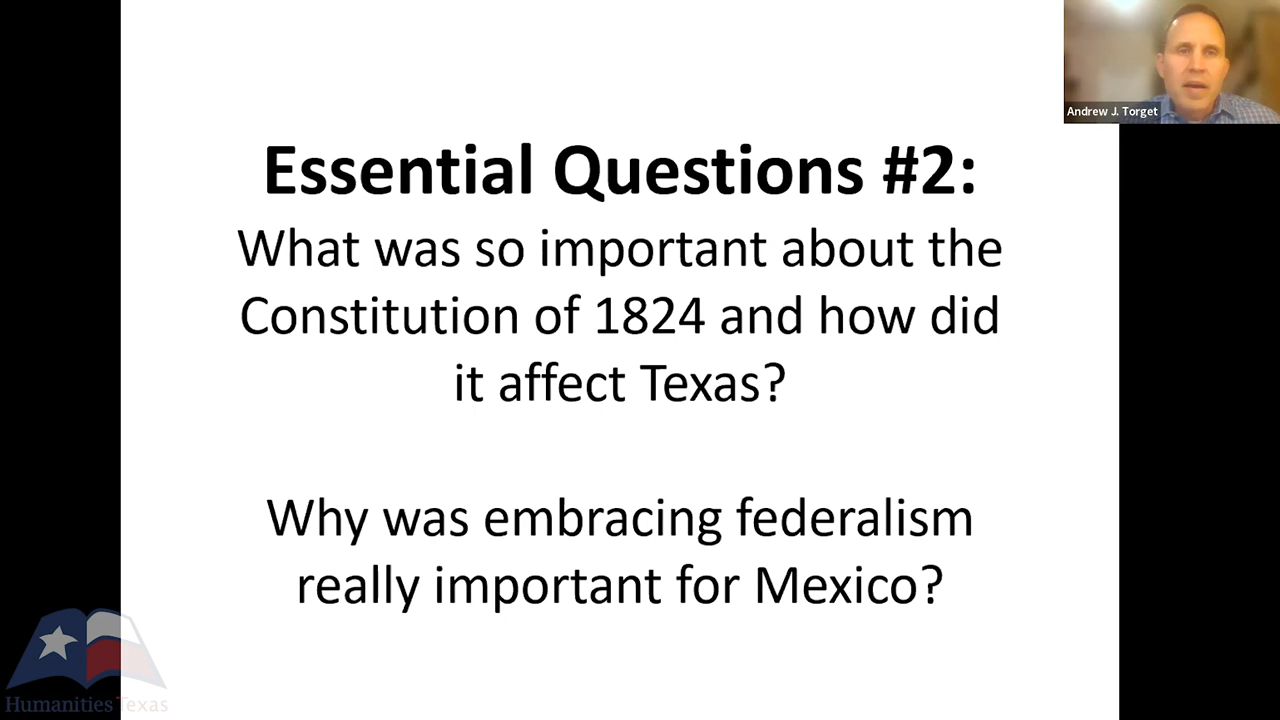 Andrew J. Torget
Essential Questions #2:
What was so important about the
Constitution of 1824 and how did
it affect Texas?
Why was embracing federalism
really important for Mexico?
Humanities Texas